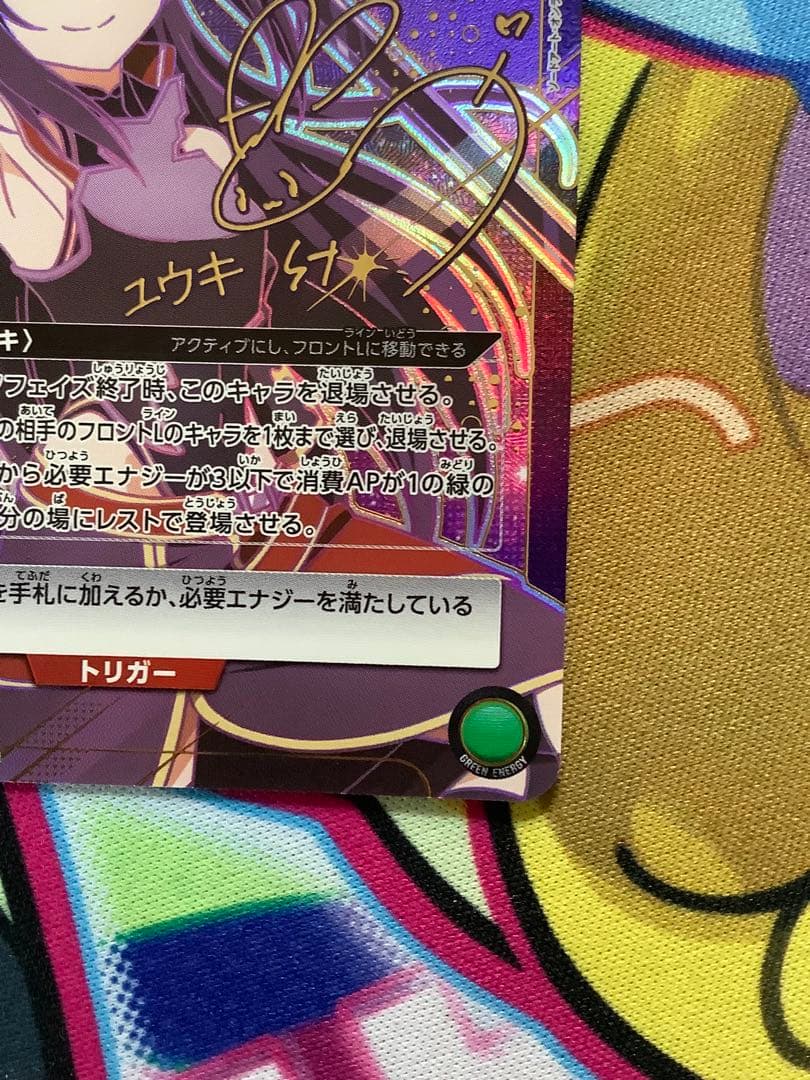 ユウキ
キ〉
アクティブにし、フロントLに移動できる
フェイズ終了時、このキャラを退場させる。
の相手のフロントLのキャラを1枚まで選び、退場させる。
から必要エナジーが3以下で消費APが1の緑の
分の場にレストで登場させる。
を手札に加えるか、必要エナジーを満たしている
トリガー
GREEN ENERGY